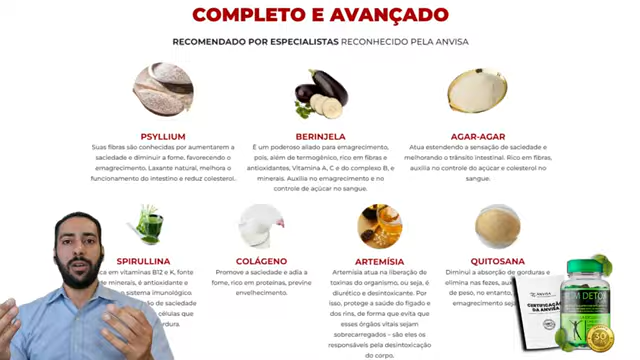 COMPLETO E AVANÇADO
RECOMENDADO POR ESPECIALISTAS RECONHECIDO PELA ANVISA
PSYLLIUM
Suas fibras são conhecidas por aumentarem a
saciedade e diminuir a fome, favorecendo o
emagrecimento. Laxante natural, melhora o
funcionamento do intestino e reduz colesterol.
BERINJELA
É um poderoso aliado para emagrecimento,
pois, além de termogênico, rico em fibras e
antioxidantes, Vitamina A, C e do complexo B, e
minerais. Auxilia no emagrecimento e no
controle de açúcar no sangue.
AGAR-AGAR
Atua estendendo a sensação de saciedade e
melhorando o trânsito intestinal. Rico em fibras,
auxilia no controle do açúcar e colesterol no
sangue.
SPIRULLINA
ca em vitaminas B12 e K, fonte
de minerais, é antioxidante e
sistema imunológico.
ção de saciedade
células que
rdura.
COLÁGENO
Promove a saciedade e adia a
fome, rico em proteínas, previne
envelhecimento.
ARTEMÍSIA
Artemísia atua na liberação de
toxinas do organismo, ou seja, é
diurético e desintoxicante. Por
isso, protege a saúde do fígado e
dos rins, de forma que evita que
esses órgãos vitais sejam
sobrecarregados – são eles os
responsáveis pela desintoxicação
do corpo.
QUITOSANA
Diminui a absorção de gorduras e
elimina nas fezes, au
de peso, no entanto,
emagrecimento sej
ANVISA
CERTIFICAÇÃO
DA ANVISA
DETOX
30